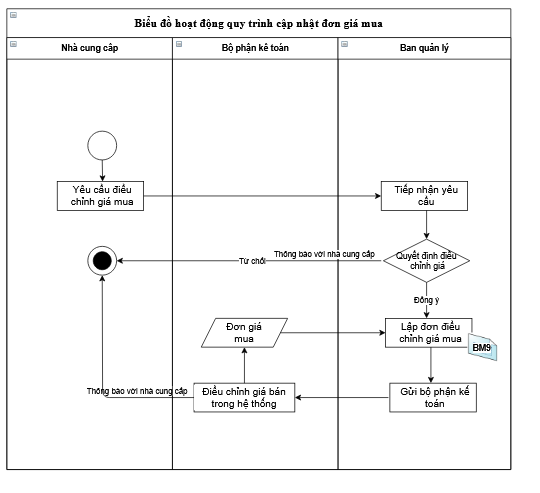 Biểu đồ hoạt động quy trình cập nhật đơn giá mua
Nhà cung cấp
Bộ phận kế toán
Ban quản lý
Yêu cầu điều
chỉnh giá mua
Tiếp nhận yêu
cầu
Thông báo với nhà cung cấp
Từ chối
Quyết định điều
chỉnh giá
Đồng ý
Đơn giá
mua
Lập đơn điều
chỉnh giá mua
BM9
Thông báo với nhà cung cấp
Điều chỉnh giá bán
trong hệ thống
Gửi bộ phận kế
toán